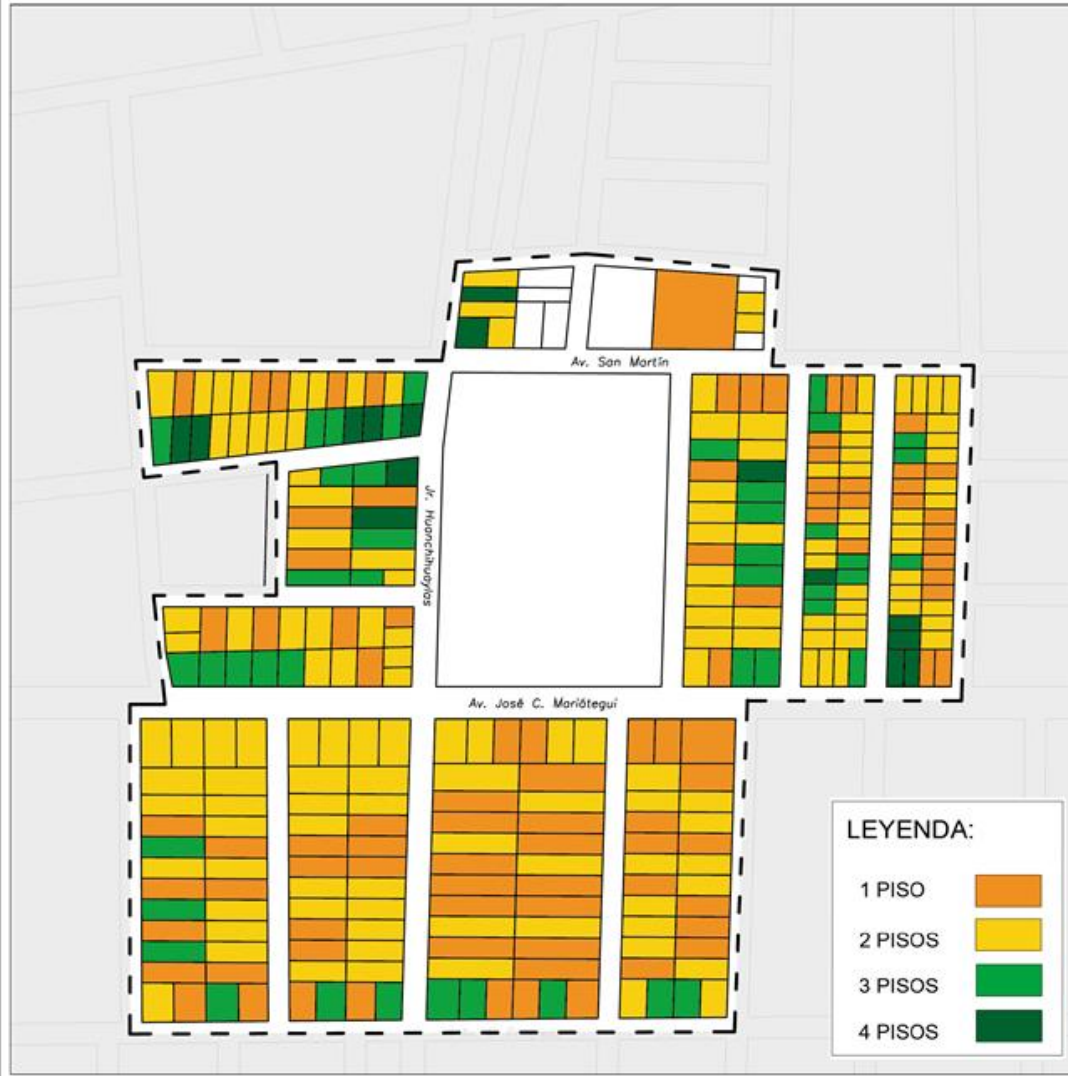 Av. San Martín
Jr. Huanchihuaylas
Av. José C. Mariátegui
LEYENDA:
1 PISO
2 PISOS
3 PISOS
4 PISOS